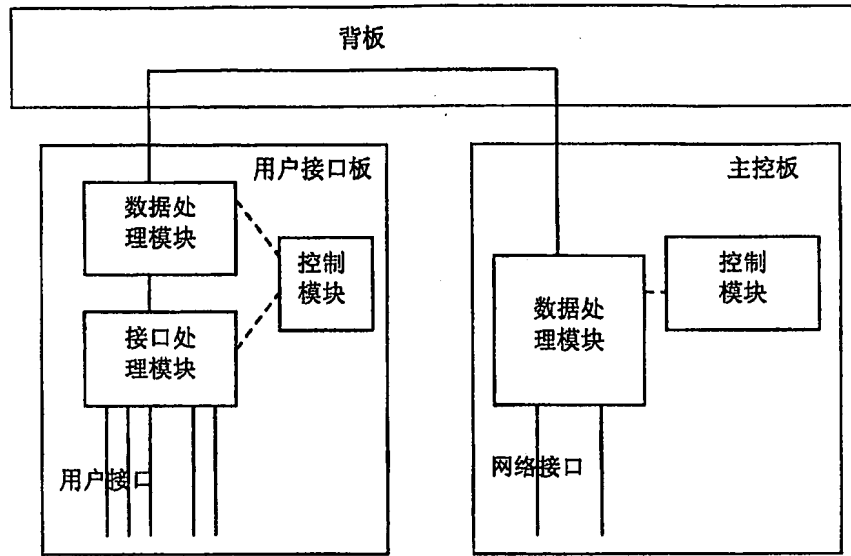 背板
用户接口板
数据处
理模块
控制
模块
接口处
理模块
用户接口
主控板
控制
模块
数据处
理模块
网络接口